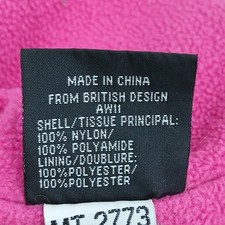 MADE IN CHINA
FROM BRITISH DESIGN
AW11
SHELL/TISSUE PRINCIPAL:
100% NYLON/
100% POLYAMIDE
LINING/DOUBLURE:
100%POLYESTER/
100%POLYESTER
MT 2773